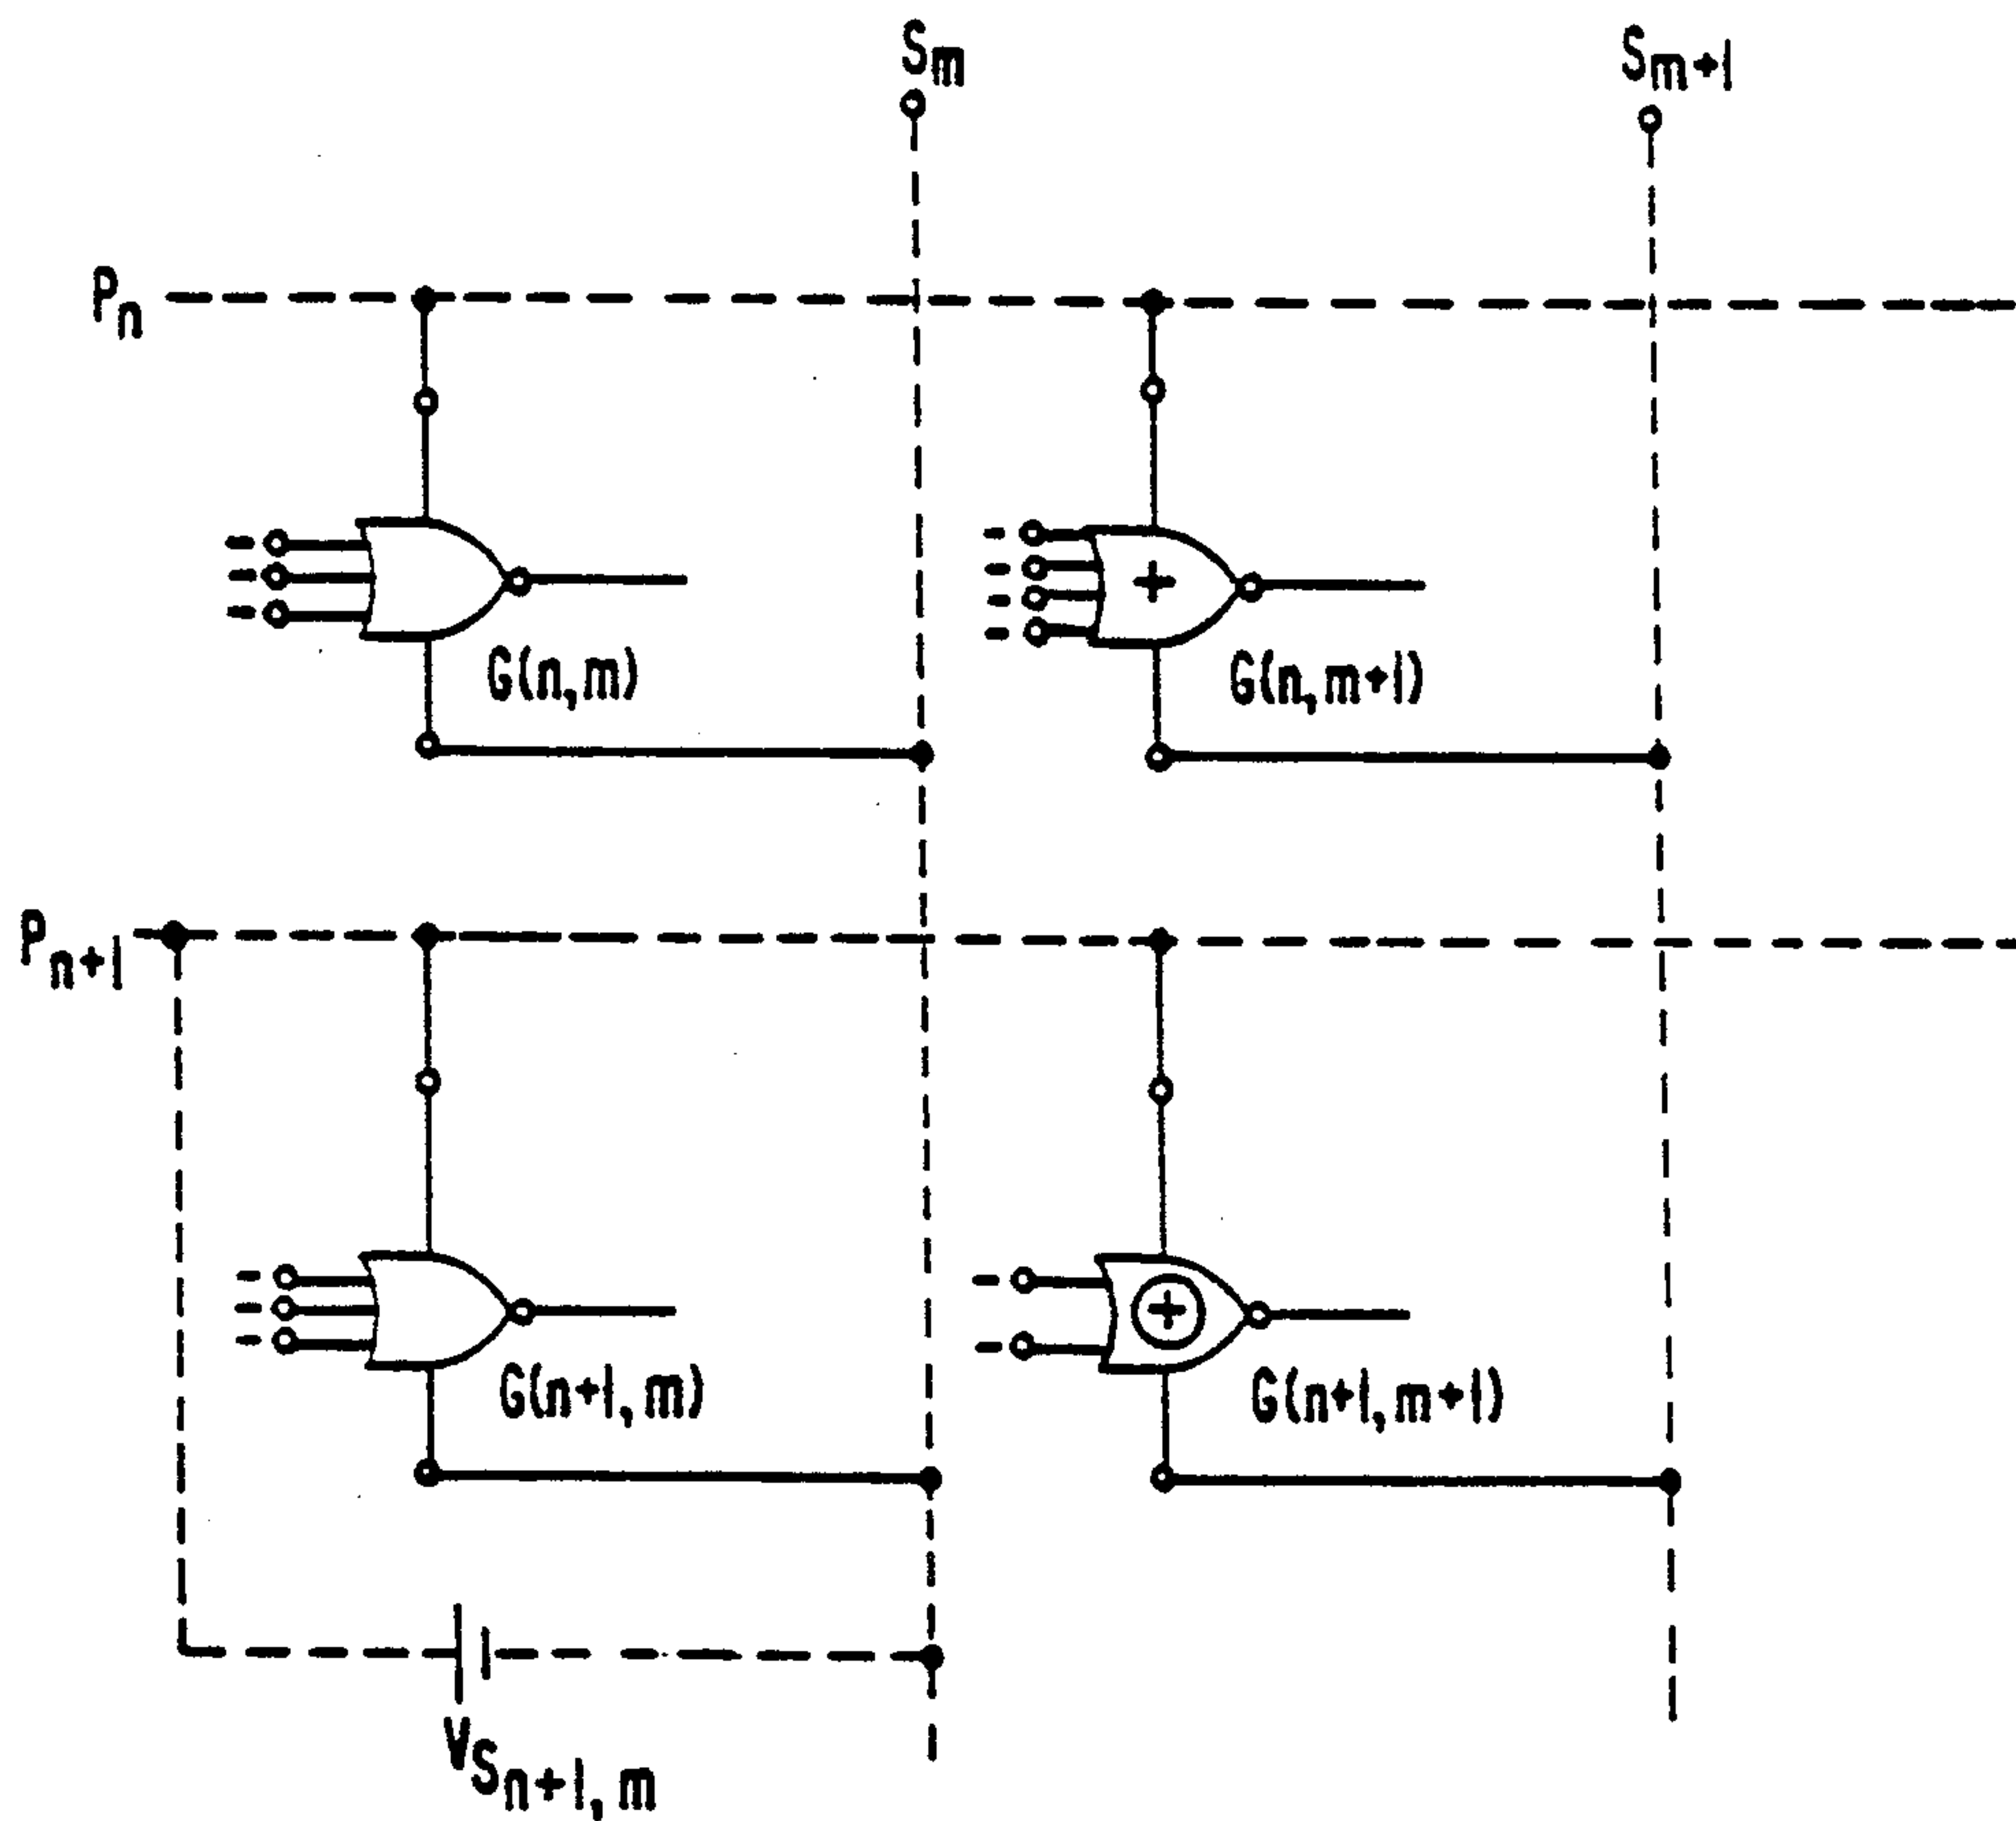 Sm
Sm+1
Pn
+
G(n,m)
G(n,m+1)
Pn+1
+
G(n+1,m)
G(n+1,m+1)
VSn+1,m